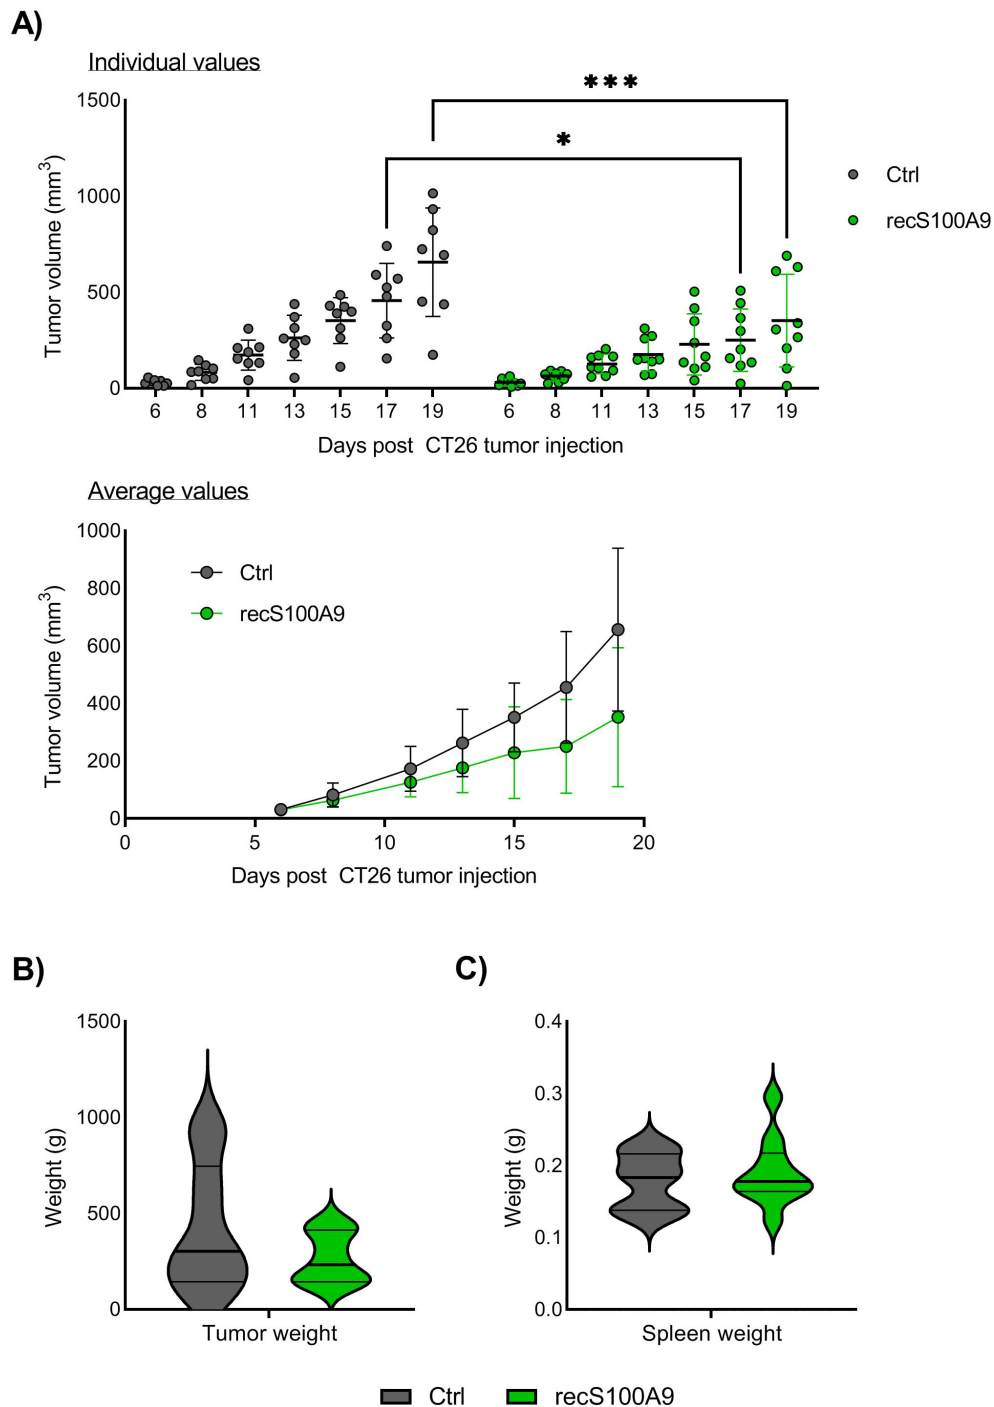 A)
Individual values
***
*
1500
1000
500
0
Tumor volume (mm³)
6 8 11 13 15 17 19 6 8 11 13 15 17 19
Days post CT26 tumor injection
Ctrl
recS100A9
Average values
1000
800
600
400
200
0
Tumor volume (mm³)
Ctrl
recS100A9
0 5 10 15 20
Days post CT26 tumor injection
B)
1500
1000
500
0
Weight (g)
Tumor weight
C)
0.4
0.3
0.2
0.1
0.0
Weight (g)
Spleen weight
Ctrl recS100A9